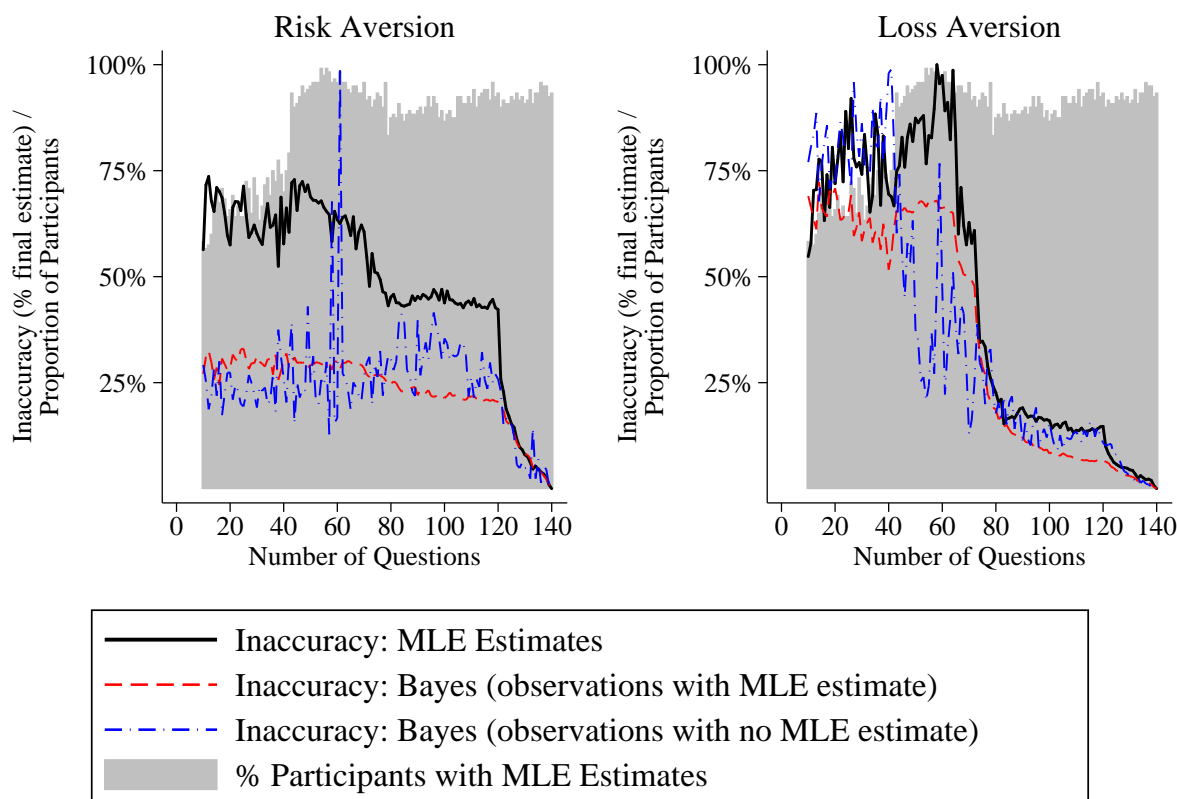 Risk Aversion
Inaccuracy (% final estimate) /
Proportion of Participants
100%
75%
50%
25%
0 20 40 60 80 100 120 140
Number of Questions
Loss Aversion
Inaccuracy (% final estimate) /
Proportion of Participants
100%
75%
50%
25%
0 20 40 60 80 100 120 140
Number of Questions
Inaccuracy: MLE Estimates
Inaccuracy: Bayes (observations with MLE estimate)
Inaccuracy: Bayes (observations with no MLE estimate)
% Participants with MLE Estimates